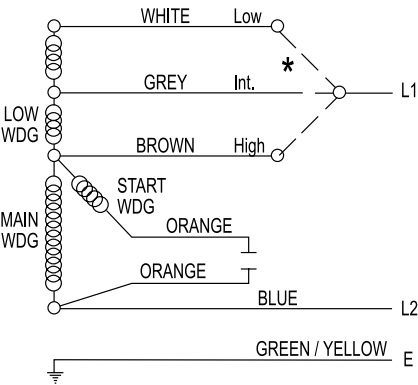 WHITE Low
*
GREY Int.
L1
LOW
WDG
BROWN High
START
WDG
MAIN
WDG
ORANGE
ORANGE
BLUE
L2
GREEN / YELLOW
E